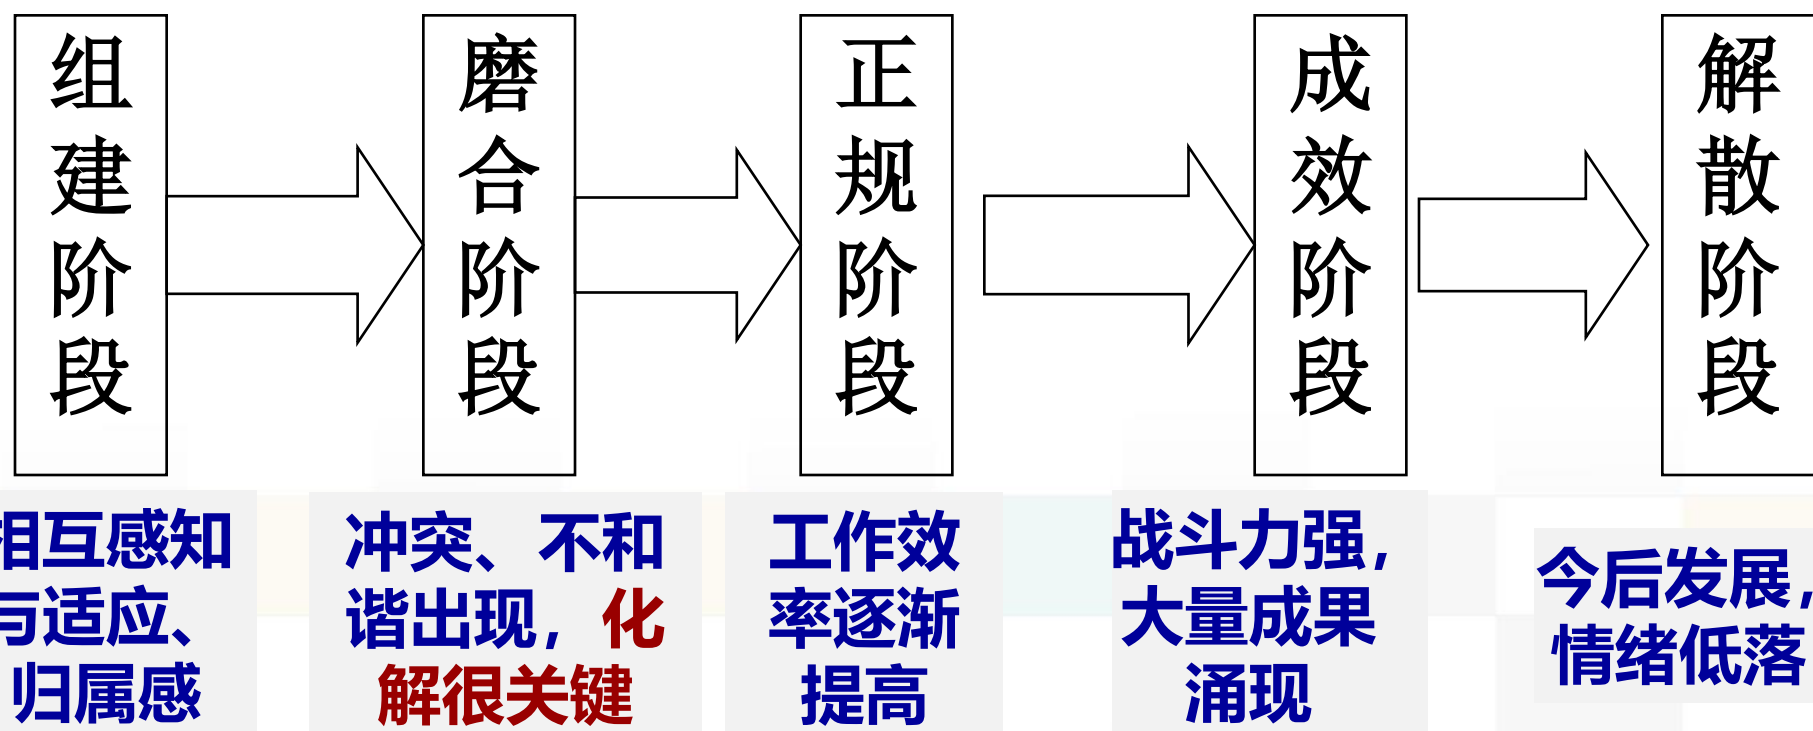 组建阶段
磨合阶段
正规阶段
成效阶段
解散阶段
相互感知
与适应、
归属感
冲突、不和
谐出现，化
解很关键
工作效
率逐渐
提高
战斗力强，
大量成果
涌现
今后发展，
情绪低落